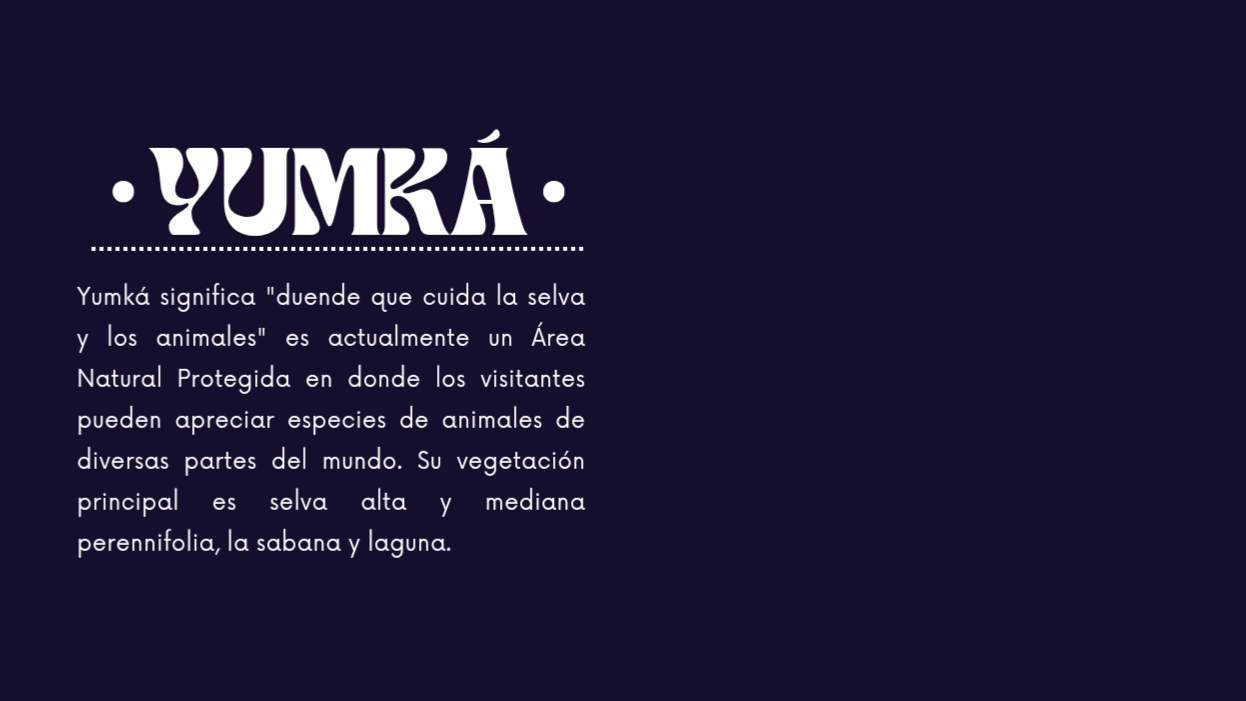 • YUMKÁ •
Yumká significa "duende que cuida la selva
y los animales" es actualmente un Área
Natural Protegida en donde los visitantes
pueden apreciar especies de animales de
diversas partes del mundo. Su vegetación
principal es selva alta y mediana
perennifolia, la sabana y laguna.